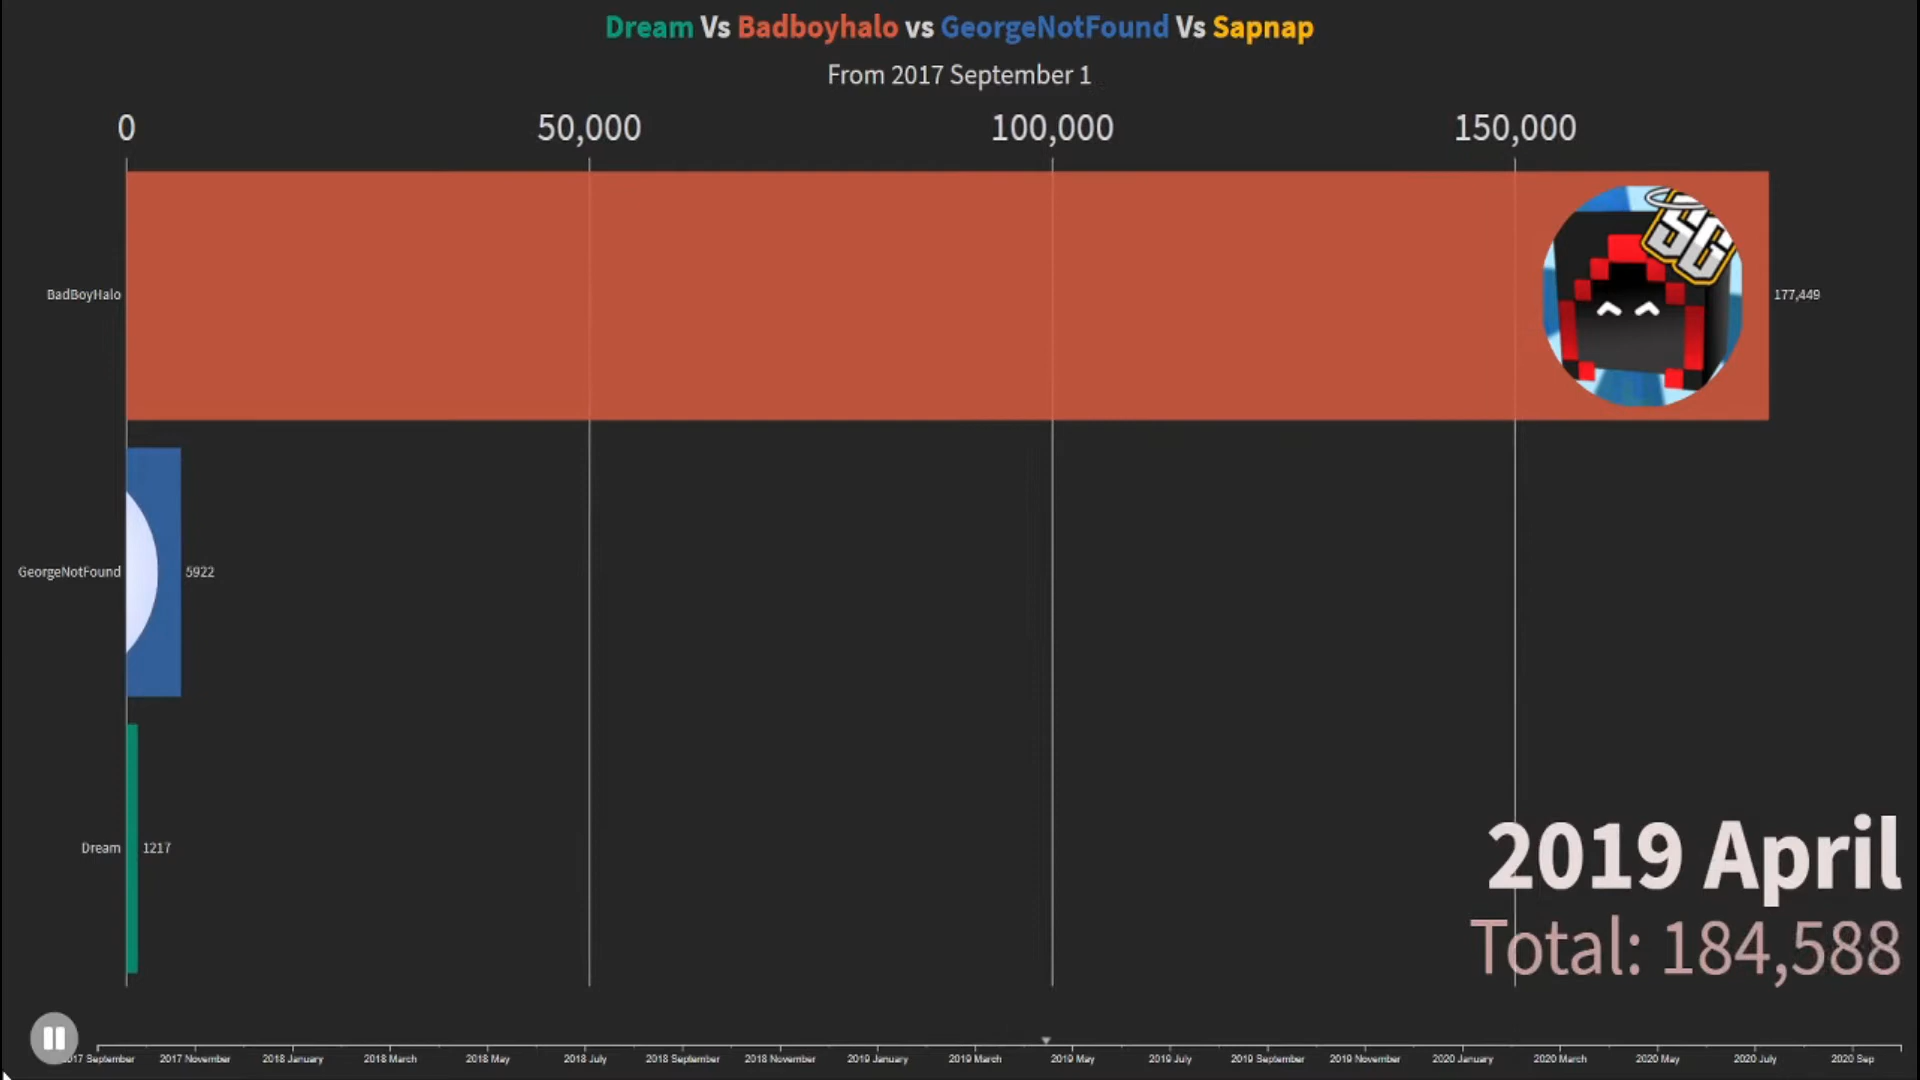 Dream Vs Badboyhalo vs GeorgeNotFound Vs Sapnap
From 2017 September 1
0 50,000 100,000 150,000
SG
BadBoyHalo 177,449
GeorgeNotFound 5922
Dream 1217
2019 April
Total: 184,588
2017 September 2017 November 2018 January 2018 March 2018 May 2018 July 2018 September 2018 November 2019 January 2019 March 2019 May 2019 July 2019 September 2019 November 2020 January 2020 March 2020 May 2020 July 2020 Sep